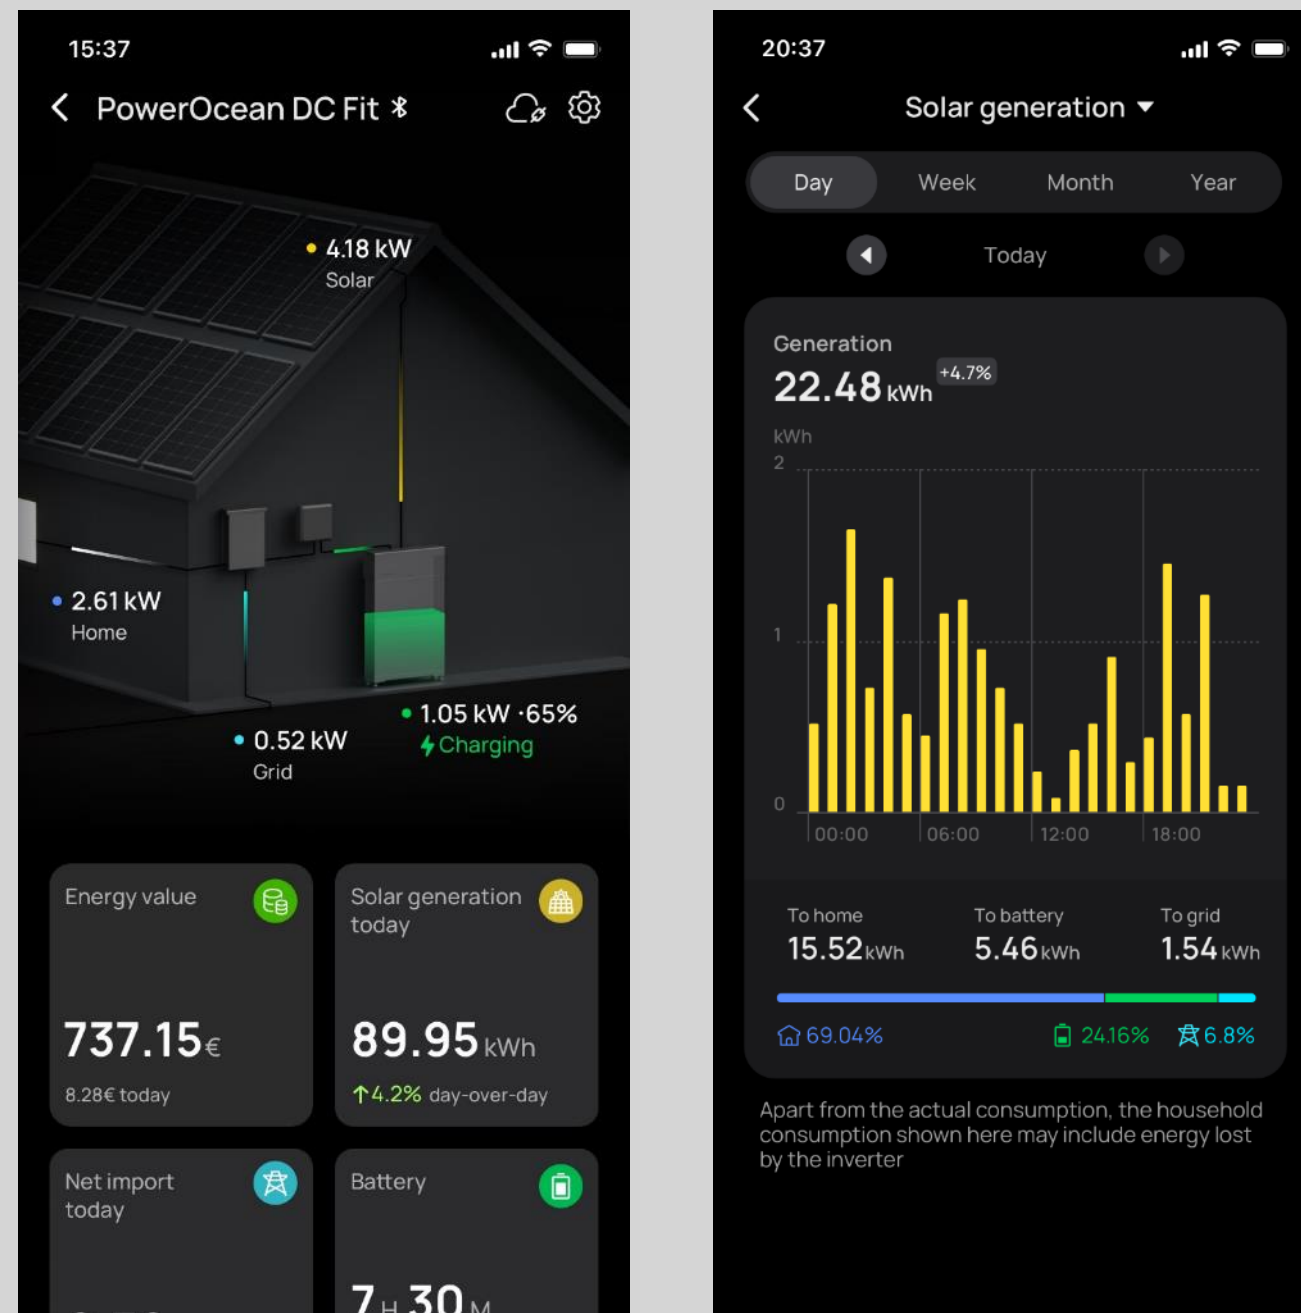 15:37
PowerOcean DC Fit
4.18 kW
Solar
2.61 kW
Home
1.05 kW ·65%
Charging
0.52 kW
Grid
Energy value
737.15€
8.28€ today
Solar generation
today
89.95 kWh
↑4.2% day-over-day
Net import
today
Battery
7 H 30 M
20:37
Solar generation
Day Week Month Year
Today
Generation
22.48 kWh +4.7%
kWh
2
1
0
00:00 06:00 12:00 18:00
To home To battery To grid
15.52 kWh 5.46 kWh 1.54 kWh
69.04% 24.16% 6.8%
Apart from the actual consumption, the household
consumption shown here may include energy lost
by the inverter